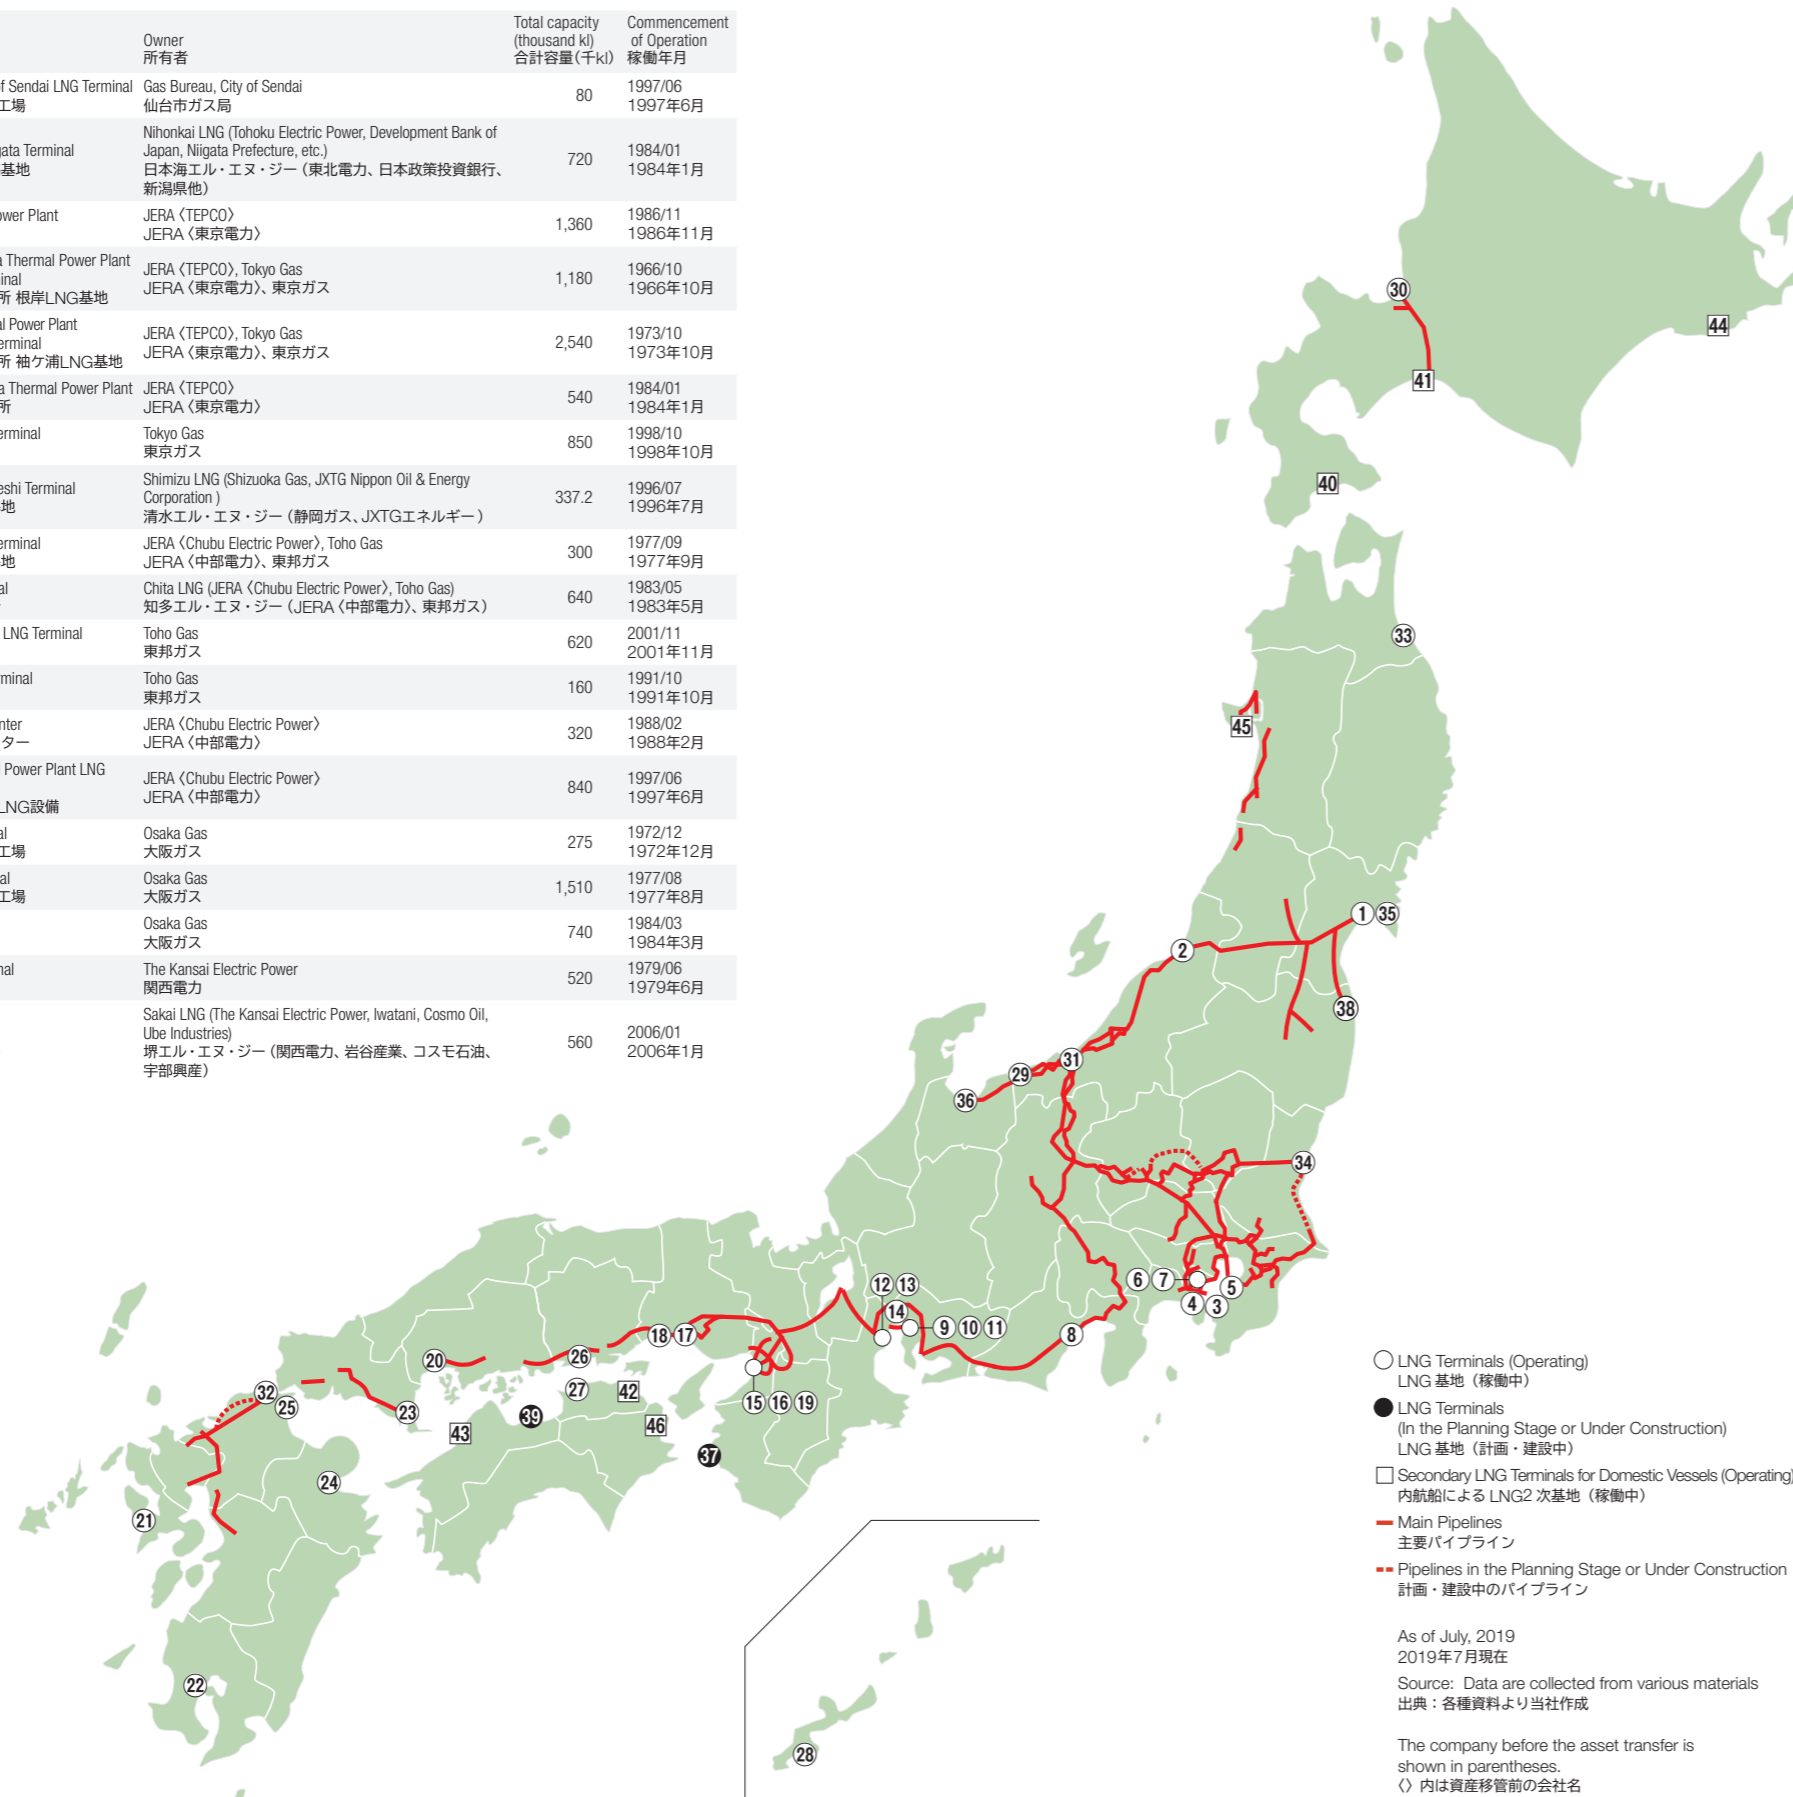 Owner
所有者
Total capacity
(thousand kl)
合計容量(千kl)
Commencement
of Operation
稼働年月
of Sendai LNG Terminal
工場
Gas Bureau, City of Sendai
仙台市ガス局
80
1997/06
1997年6月
gata Terminal
基地
Nihonkai LNG (Tohoku Electric Power, Development Bank of
Japan, Niigata Prefecture, etc.)
日本海エル・エヌ・ジー（東北電力、日本政策投資銀行、
新潟県他）
720
1984/01
1984年1月
ower Plant
JERA〈TEPCO〉
JERA〈東京電力〉
1,360
1986/11
1986年11月
a Thermal Power Plant
inal
所 根岸LNG基地
JERA〈TEPCO〉, Tokyo Gas
JERA〈東京電力〉、東京ガス
1,180
1966/10
1966年10月
al Power Plant
erminal
所 袖ケ浦LNG基地
JERA〈TEPCO〉, Tokyo Gas
JERA〈東京電力〉、東京ガス
2,540
1973/10
1973年10月
a Thermal Power Plant
所
JERA〈TEPCO〉
JERA〈東京電力〉
540
1984/01
1984年1月
erminal
Tokyo Gas
東京ガス
850
1998/10
1998年10月
eshi Terminal
地
Shimizu LNG (Shizuoka Gas, JXTG Nippon Oil & Energy
Corporation )
清水エル・エヌ・ジー（静岡ガス、JXTGエネルギー）
337.2
1996/07
1996年7月
erminal
地
JERA〈Chubu Electric Power〉, Toho Gas
JERA〈中部電力〉、東邦ガス
300
1977/09
1977年9月
al
Chita LNG (JERA〈Chubu Electric Power〉, Toho Gas)
知多エル・エヌ・ジー（JERA〈中部電力〉、東邦ガス）
640
1983/05
1983年5月
LNG Terminal
Toho Gas
東邦ガス
620
2001/11
2001年11月
rminal
Toho Gas
東邦ガス
160
1991/10
1991年10月
nter
ター
JERA〈Chubu Electric Power〉
JERA〈中部電力〉
320
1988/02
1988年2月
Power Plant LNG
LNG設備
JERA〈Chubu Electric Power〉
JERA〈中部電力〉
840
1997/06
1997年6月
al
工場
Osaka Gas
大阪ガス
275
1972/12
1972年12月
al
工場
Osaka Gas
大阪ガス
1,510
1977/08
1977年8月
Osaka Gas
大阪ガス
740
1984/03
1984年3月
nal
The Kansai Electric Power
関西電力
520
1979/06
1979年6月
Sakai LNG (The Kansai Electric Power, Iwatani, Cosmo Oil,
Ube Industries)
堺エル・エヌ・ジー（関西電力、岩谷産業、コスモ石油、
宇部興産）
560
2006/01
2006年1月
30
44
41
40
33
45
1 35
2
38
31
29
36
34
12 13
6 7
5
4 3
14
9 10 11
8
18 17
26
20
27
42
32
25
23
15 16 19
39
43
46
37
24
21
22
28
LNG Terminals (Operating)
LNG 基地（稼働中）
LNG Terminals
(In the Planning Stage or Under Construction)
LNG 基地（計画・建設中）
Secondary LNG Terminals for Domestic Vessels (Operating)
内航船による LNG2 次基地（稼働中）
Main Pipelines
主要パイプライン
Pipelines in the Planning Stage or Under Construction
計画・建設中のパイプライン
As of July, 2019
2019年7月現在
Source: Data are collected from various materials
出典：各種資料より当社作成
The company before the asset transfer is
shown in parentheses.
〈〉内は資産移管前の会社名